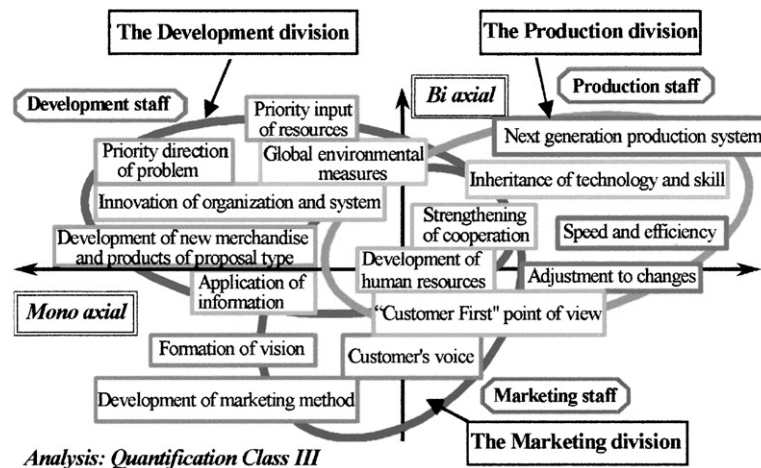 The Development division
The Production division
Development staff
Bi axial
Production staff
Priority input
of resources
Next generation production system
Priority direction
of problem
Global environmental
measures
Inheritance of technology and skill
Innovation of organization and system
Strengthening
of cooperation
Speed and efficiency
Development of new merchandise
and products of proposal type
Development of
human resources
Adjustment to changes
Application of
information
Mono axial
"Customer First" point of view
Formation of vision
Customer's voice
Development of marketing method
Marketing staff
The Marketing division
Analysis: Quantification Class III